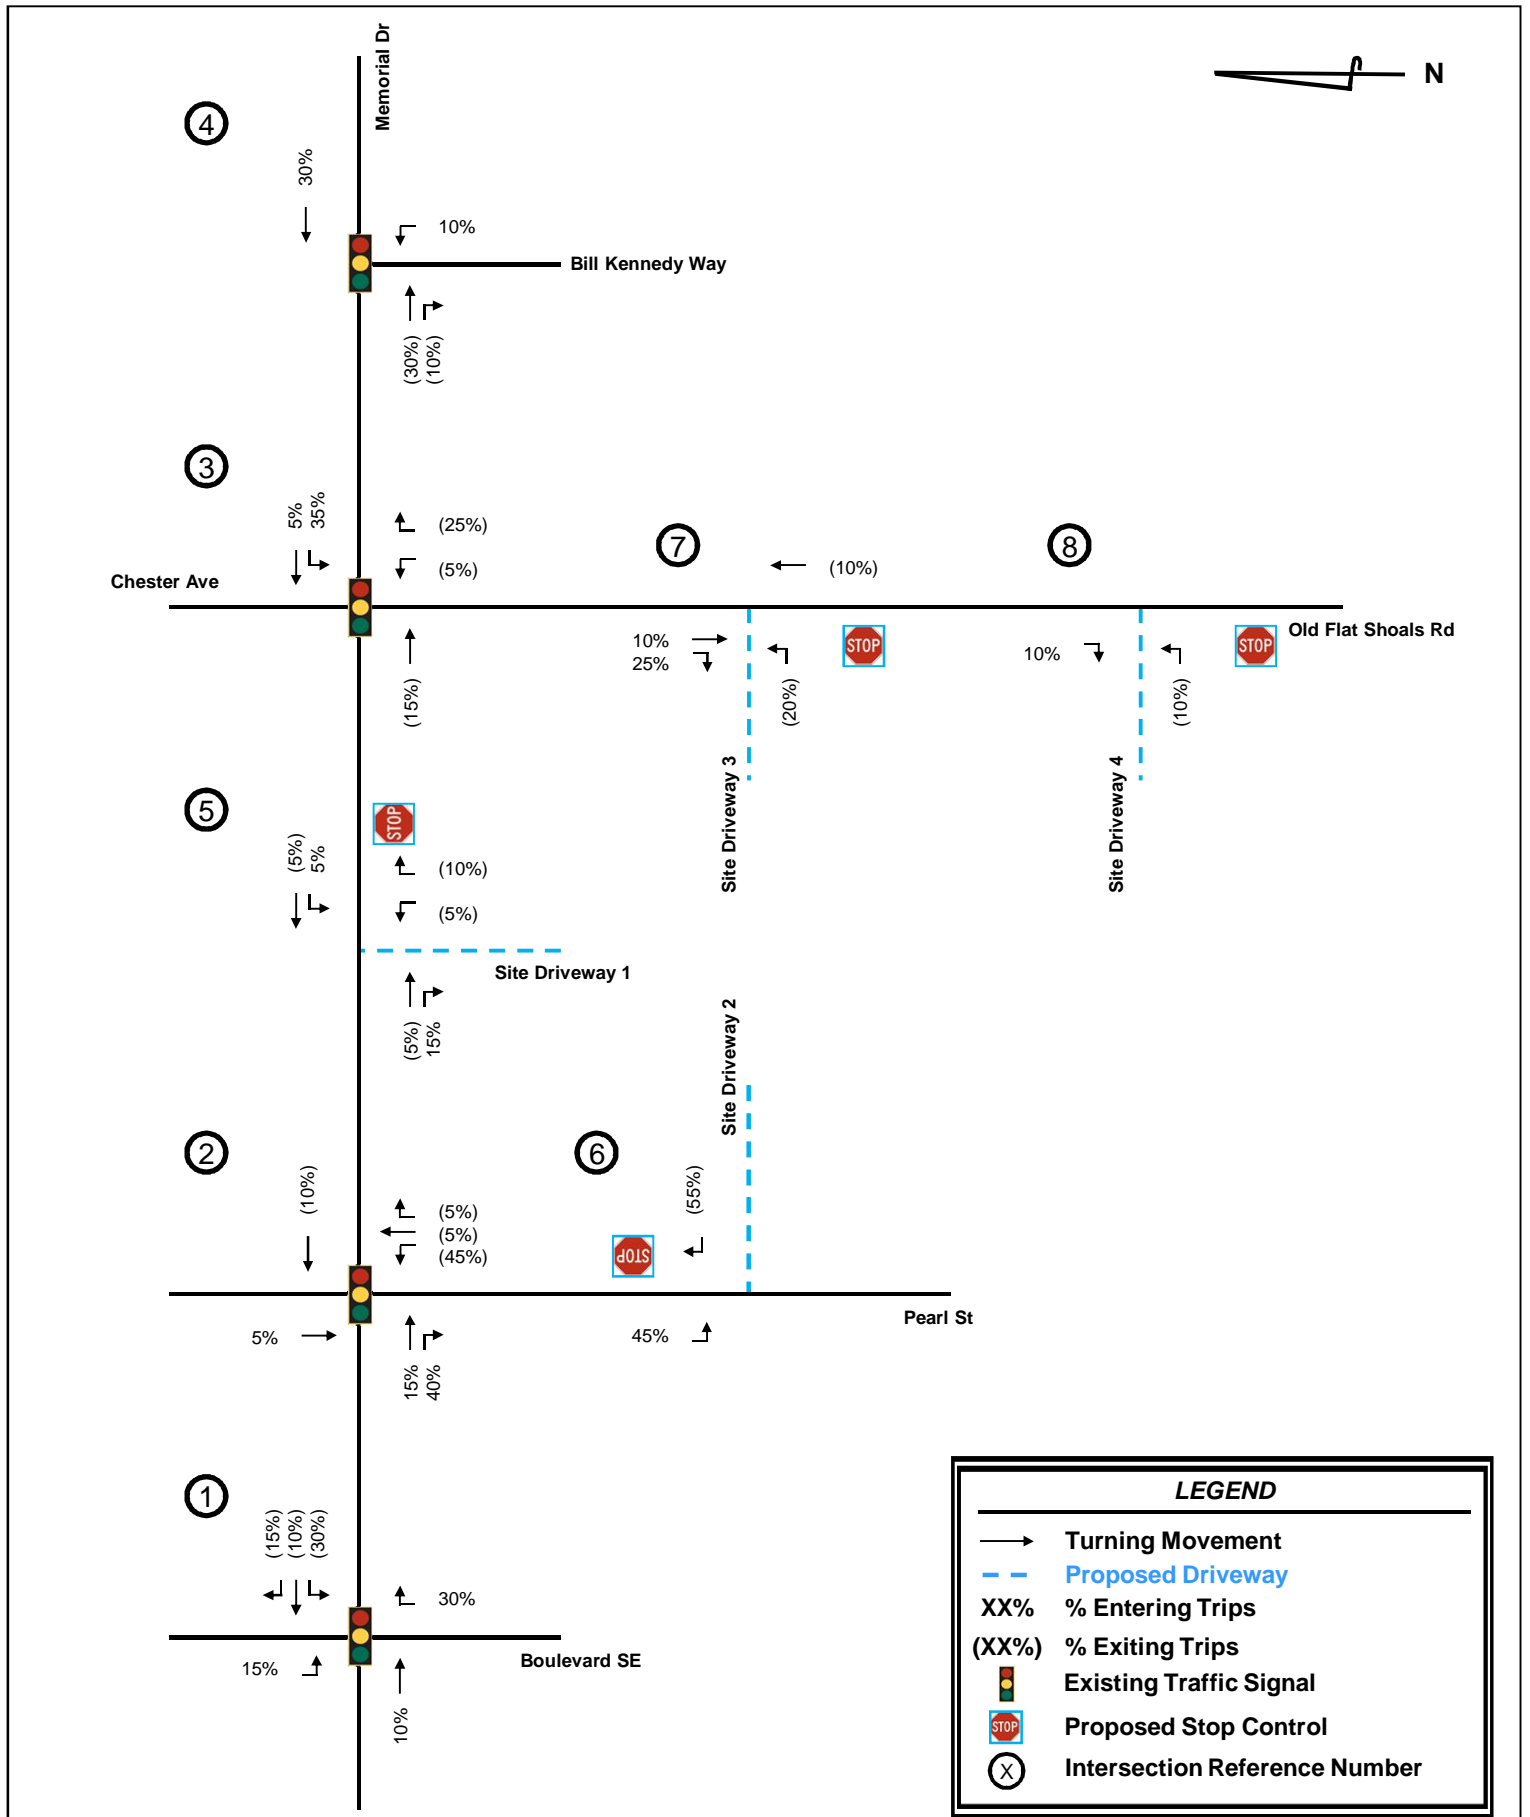 Memorial Dr
N
4
30%
10%
Bill Kennedy Way
(30%)
(10%)
3
5%
35%
(25%)
(5%)
Chester Ave
(15%)
7
(10%)
8
10%
25%
STOP
(20%)
10%
STOP
(10%)
Old Flat Shoals Rd
Site Driveway 3
Site Driveway 4
5
STOP
(5%)
5%
(10%)
(5%)
Site Driveway 1
(5%)
15%
Site Driveway 2
2
(10%)
(5%)
(5%)
(45%)
6
(55%)
STOP
Pearl St
5%
15%
40%
45%
1
(15%)
(10%)
(30%)
30%
Boulevard SE
15%
10%
LEGEND
Turning Movement
Proposed Driveway
XX% % Entering Trips
(XX%) % Exiting Trips
Existing Traffic Signal
STOP Proposed Stop Control
X Intersection Reference Number